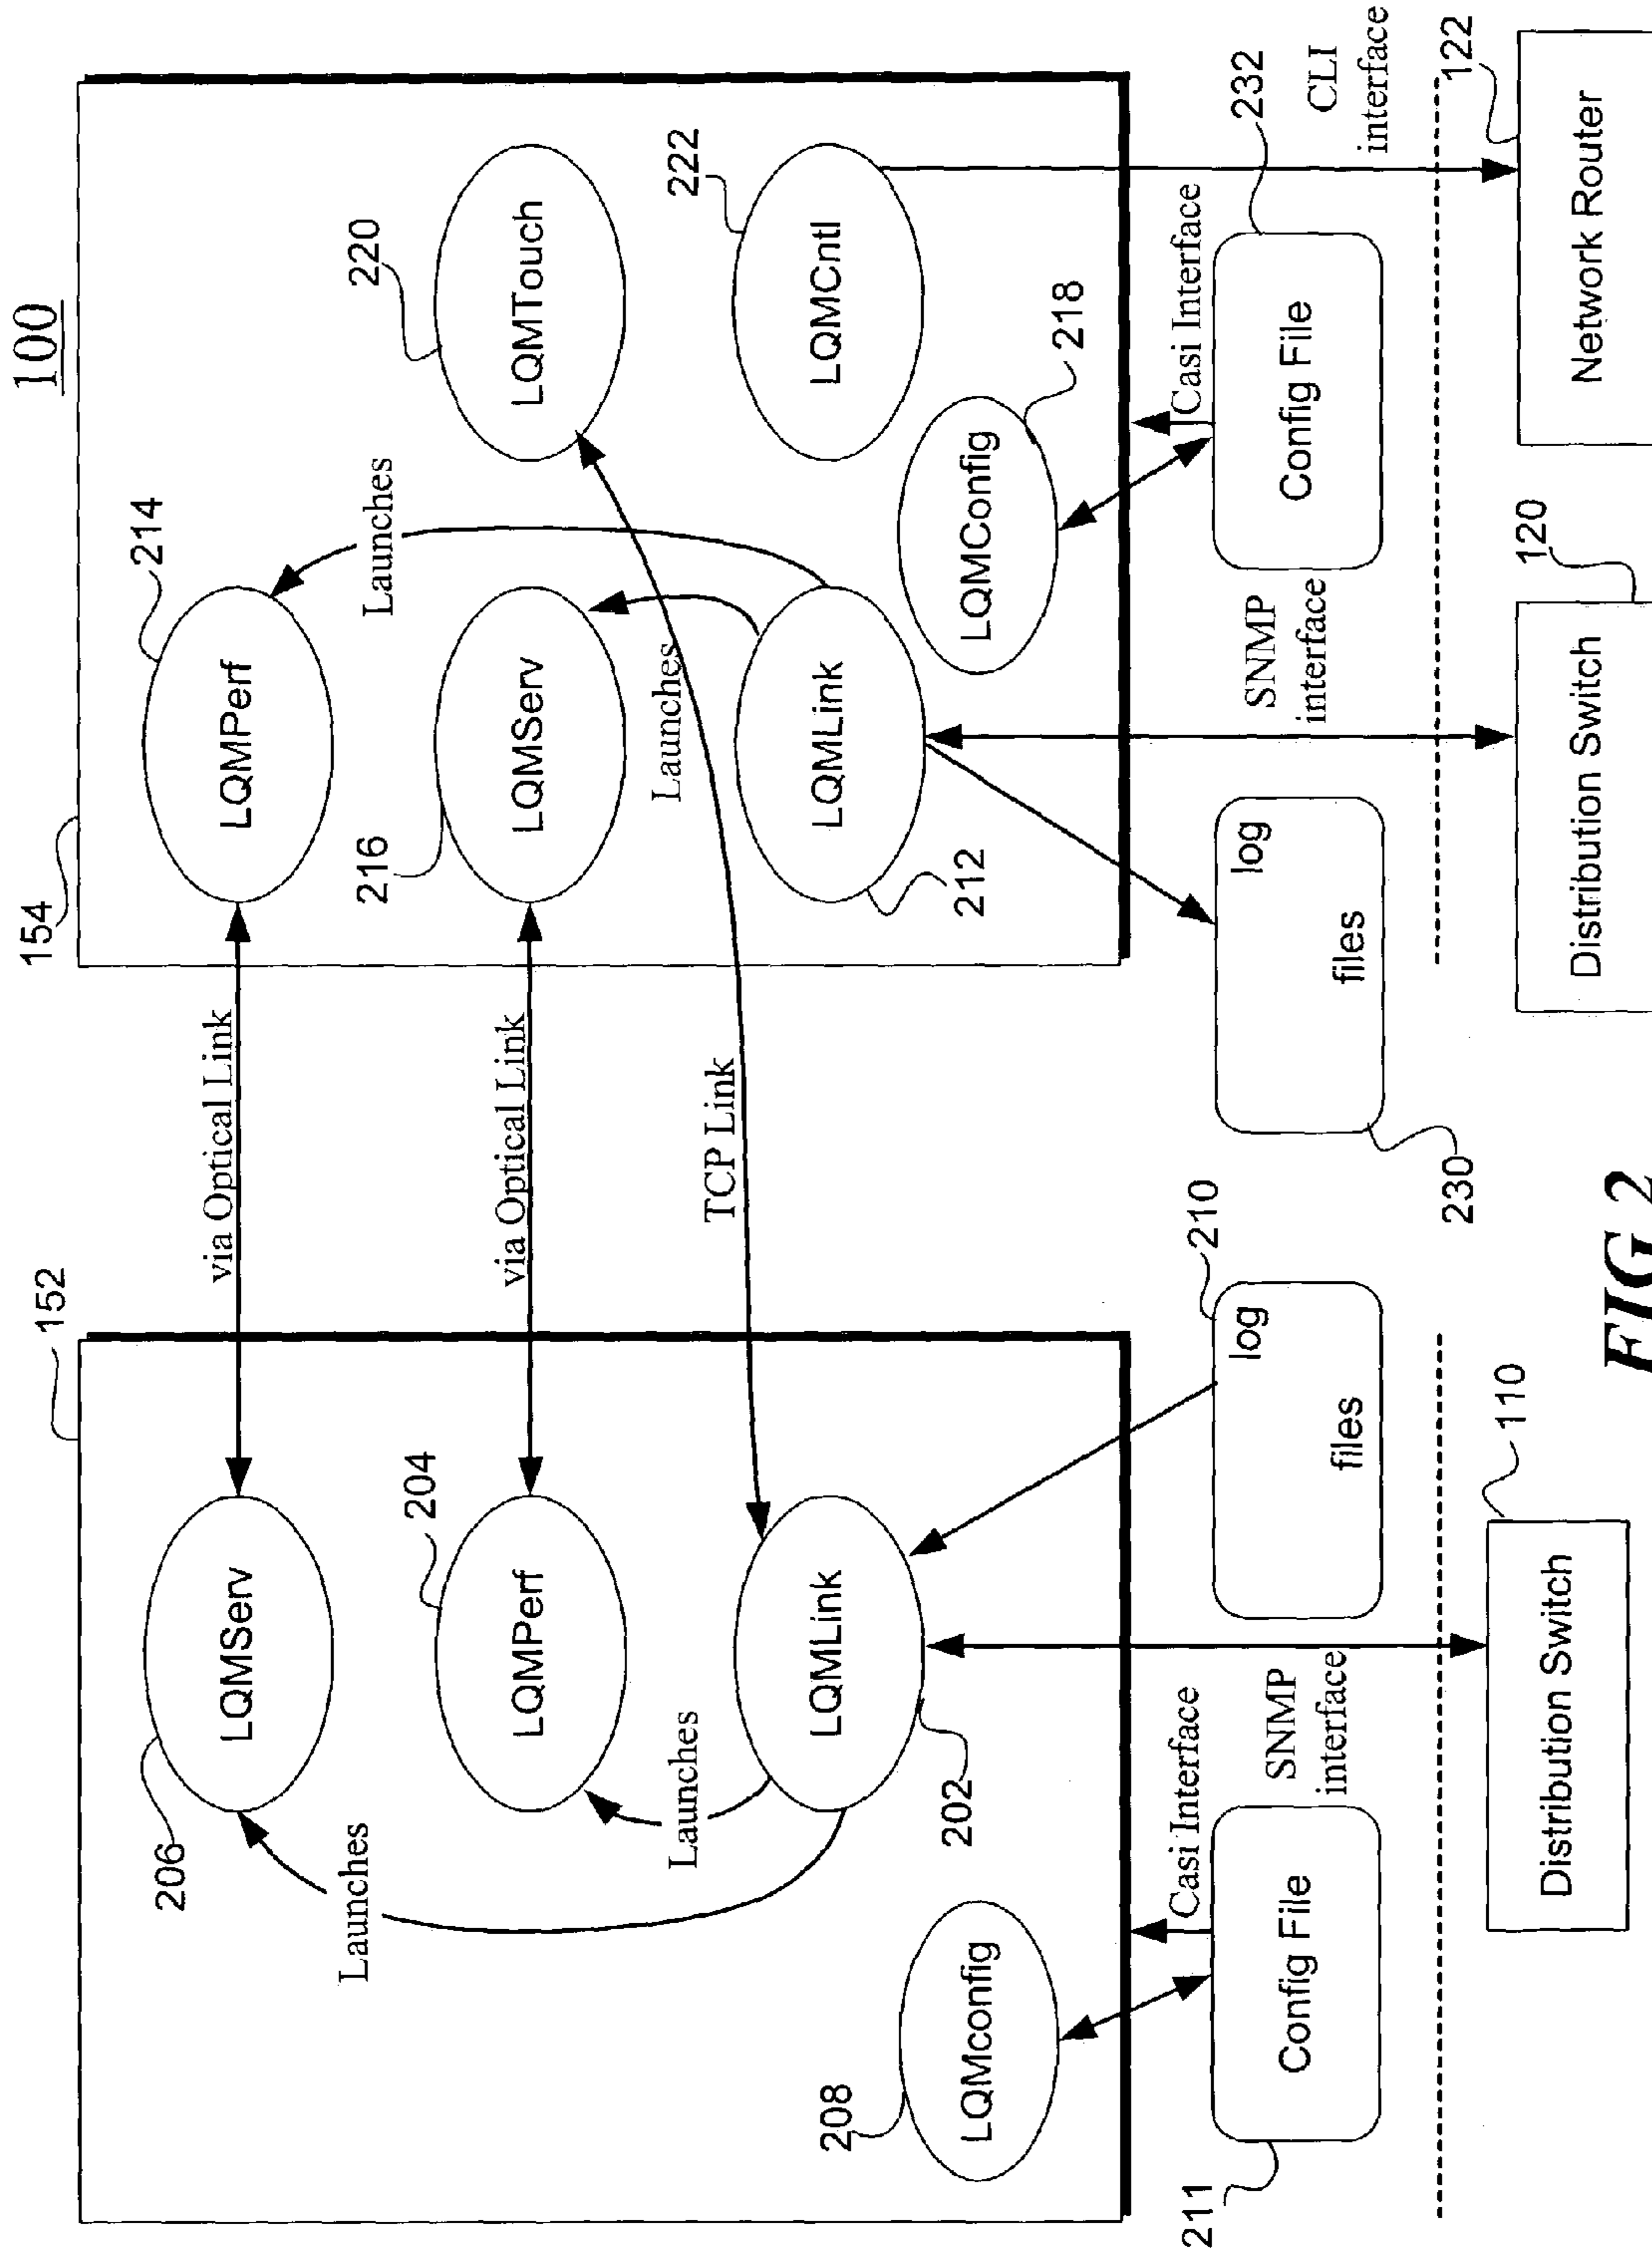 100
152
154
206
LQMServ
via Optical Link
214
LQMPerf
Launches
Launches
204
LQMPerf
via Optical Link
216
LQMServ
220
LQMTouch
Launches
Launches
TCP Link
222
LQMCntl
LQMLink
202
LQMLink
212
208
LQMconfig
LQMConfig
218
Casi Interface
Casi Interface
211
Config File
SNMP
interface
log
files
210
log
files
230
SNMP
interface
Config File
232
CLI
interface
110
Distribution Switch
120
Distribution Switch
122
Network Router
FIG 2